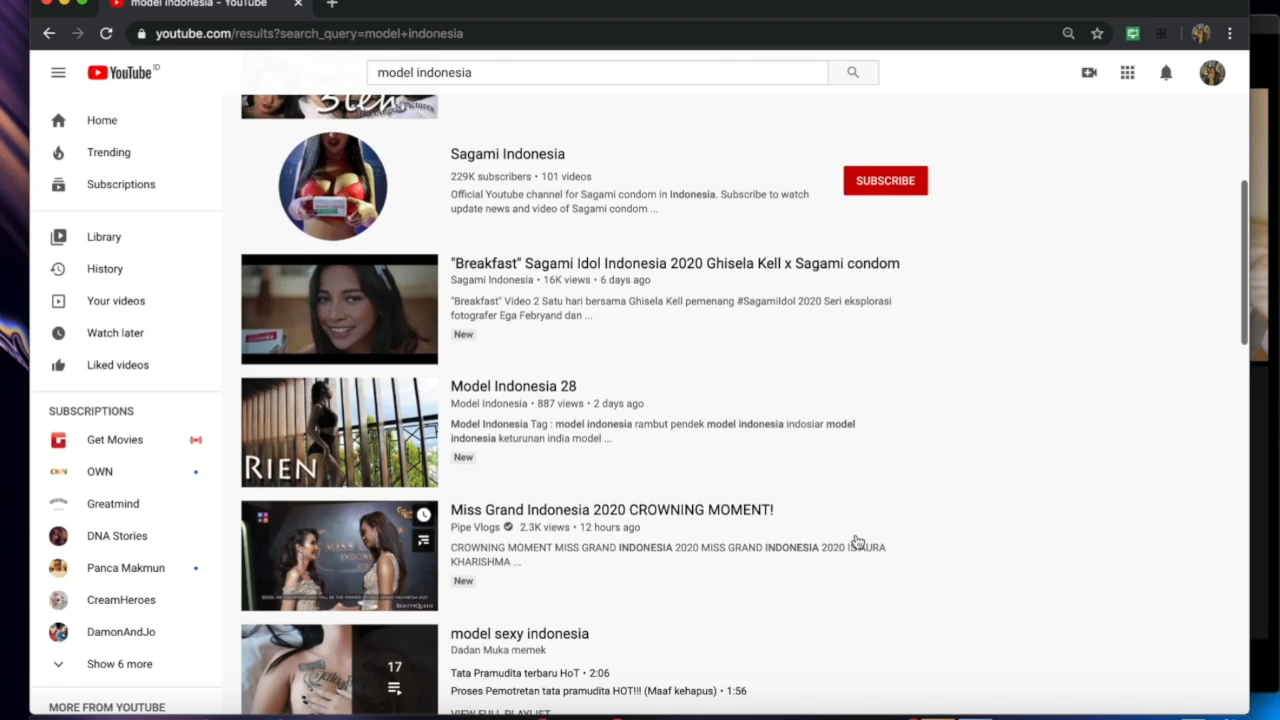 model indonesia - YouTube
youtube.com/results?search_query=model+indonesia
YouTube ID
model indonesia
Home
Trending
Subscriptions
Library
History
Your videos
Watch later
Liked videos
SUBSCRIPTIONS
Get Movies
OWN OWN
Greatmind
DNA Stories
Panca Makmun
CreamHeroes
DamonAndJo
Show 6 more
MORE FROM YOUTUBE
Pictures
Sagami Indonesia
229K subscribers • 101 videos
Official Youtube channel for Sagami condom in Indonesia. Subscribe to watch
update news and video of Sagami condom ...
SUBSCRIBE
"Breakfast" Sagami Idol Indonesia 2020 Ghisela Kell x Sagami condom
Sagami Indonesia • 16K views • 6 days ago
"Breakfast" Video 2 Satu hari bersama Ghisela Kell pemenang #SagamiIdol 2020 Seri eksplorasi
fotografer Ega Febryand dan ...
New
RIEN
Model Indonesia 28
Model Indonesia • 887 views • 2 days ago
Model Indonesia Tag : model indonesia rambut pendek model indonesia indosiar model
indonesia keturunan india model ...
New
Miss Grand Indonesia 2020 CROWNING MOMENT!
Pipe Vlogs 2.3K views • 12 hours ago
CROWNING MOMENT MISS GRAND INDONESIA 2020 MISS GRAND INDONESIA 2020 IS AURA
KHARISHMA ...
New
17
model sexy indonesia
Dadan Muka memek
Tata Pramudita terbaru HoT • 2:06
Proses Pemotretan tata pramudita HOT!!! (Maaf kehapus) • 1:56
VIEW FULL PLAYLIST